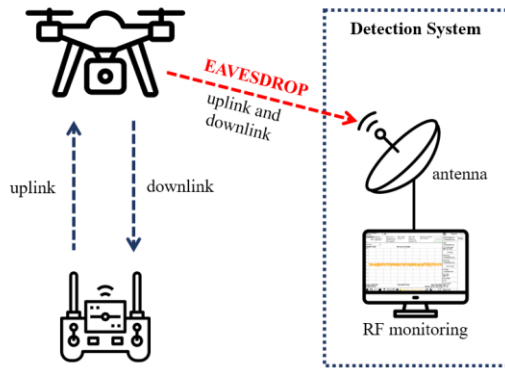 Detection System
EAVESDROP
uplink and
downlink
uplink
downlink
antenna
RF monitoring